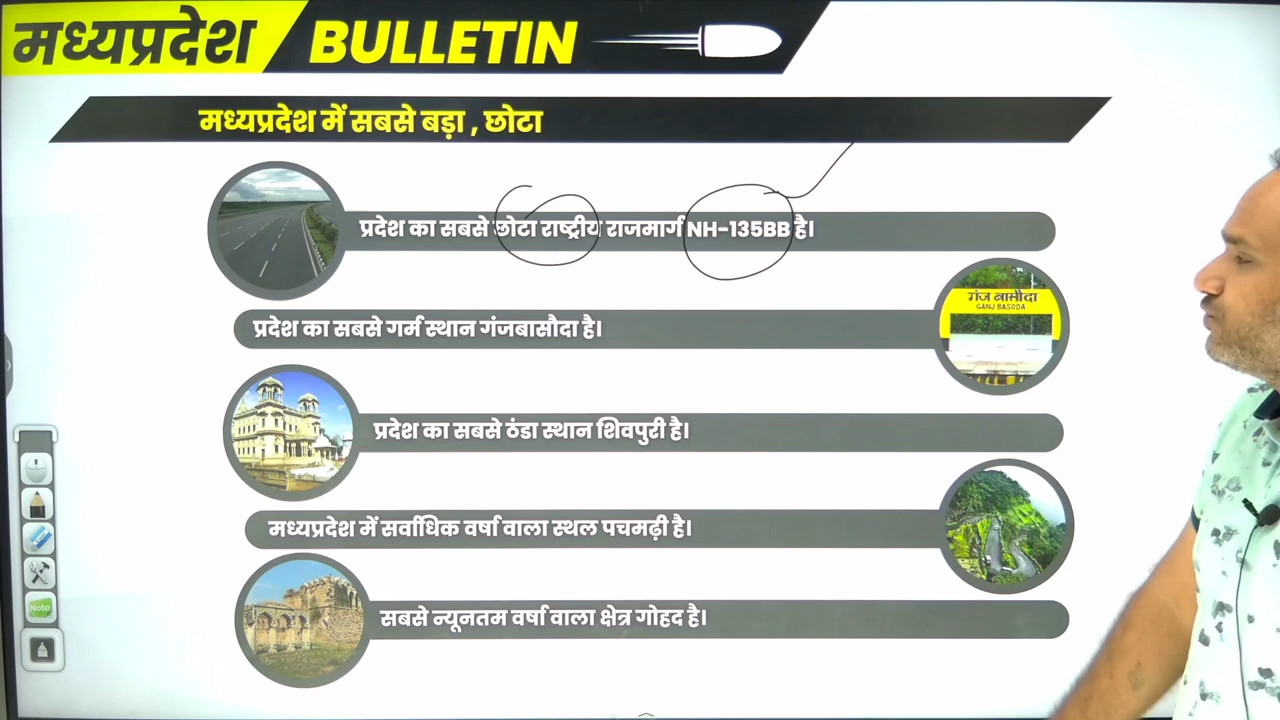 मध्यप्रदेश BULLETIN
मध्यप्रदेश में सबसे बड़ा , छोटा
प्रदेश का सबसे छोटा राष्ट्रीय राजमार्ग NH-135BB है।
गंज बासौदा
GANJ BASODA
प्रदेश का सबसे गर्म स्थान गंजबासौदा है।
प्रदेश का सबसे ठंडा स्थान शिवपुरी है।
मध्यप्रदेश में सर्वाधिक वर्षा वाला स्थल पचमढ़ी है।
सबसे न्यूनतम वर्षा वाला क्षेत्र गोहद है।
Note